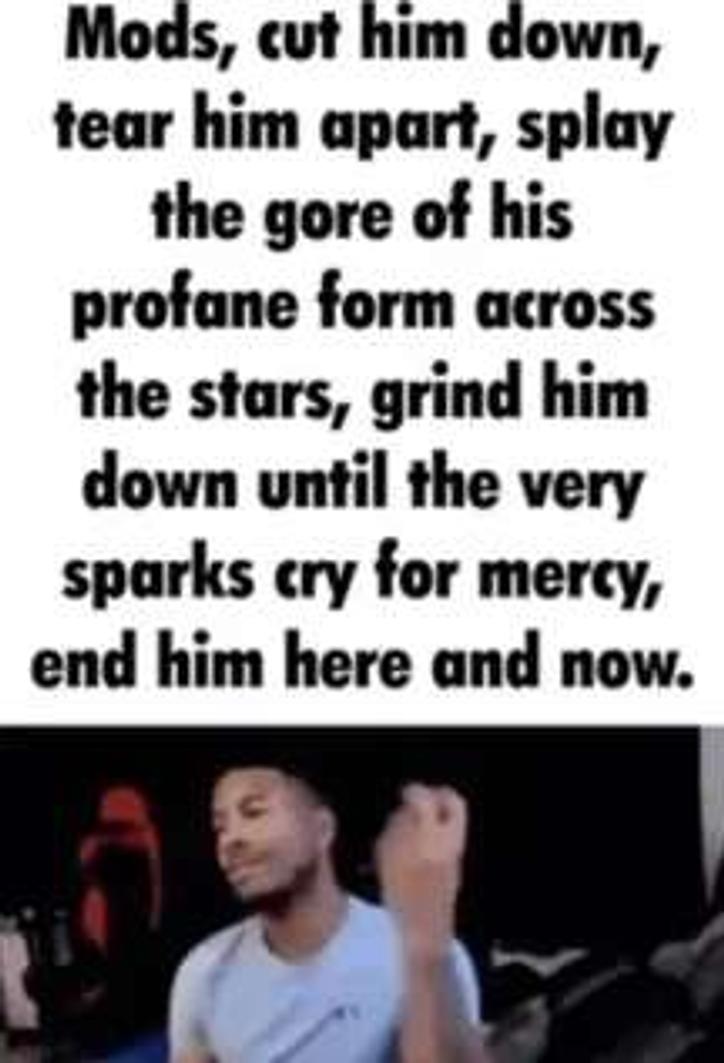 Mods, cut him down,
tear him apart, splay
the gore of his
profane form across
the stars, grind him
down until the very
sparks cry for mercy,
end him here and now.